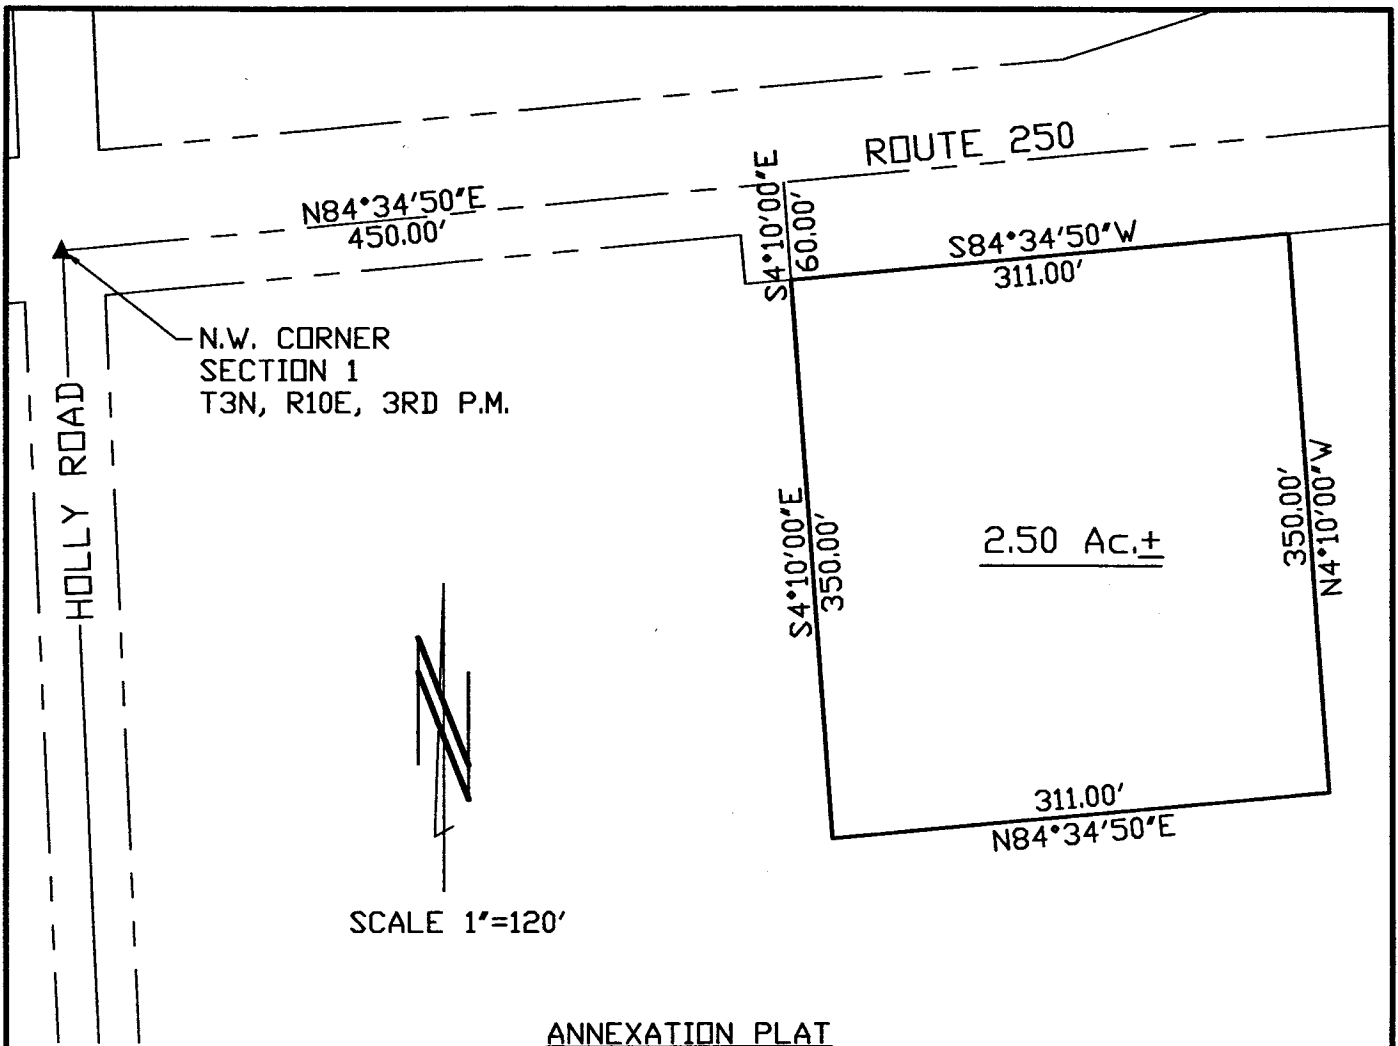 ROUTE 250
N84°34'50"E
450.00'
S4°10'00"E
60.00'
S84°34'50"W
311.00'
N.W. CORNER
SECTION 1
T3N, R10E, 3RD P.M.
HOLLY ROAD
S4°10'00"E
350.00'
2.50 Ac.±
350.00'
N4°10'00"W
311.00'
N84°34'50"E
N
SCALE 1"=120'
ANNEXATION PLAT